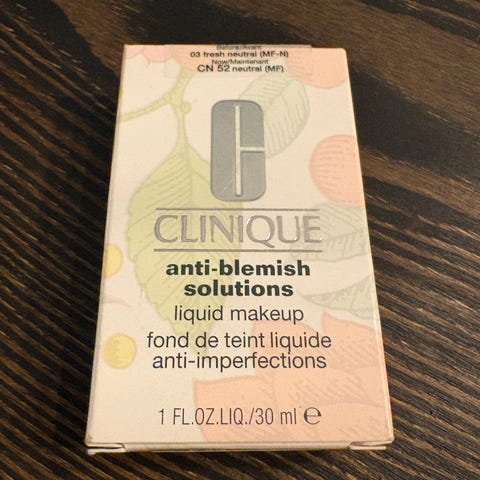 Before/Avant
03 fresh neutral (MF-N)
Now/Maintenant
CN 52 neutral (MF)
CLINIQUE
anti-blemish
solutions
liquid makeup
fond de teint liquide
anti-imperfections
1 FL.OZ.LIQ./30 ml ℮